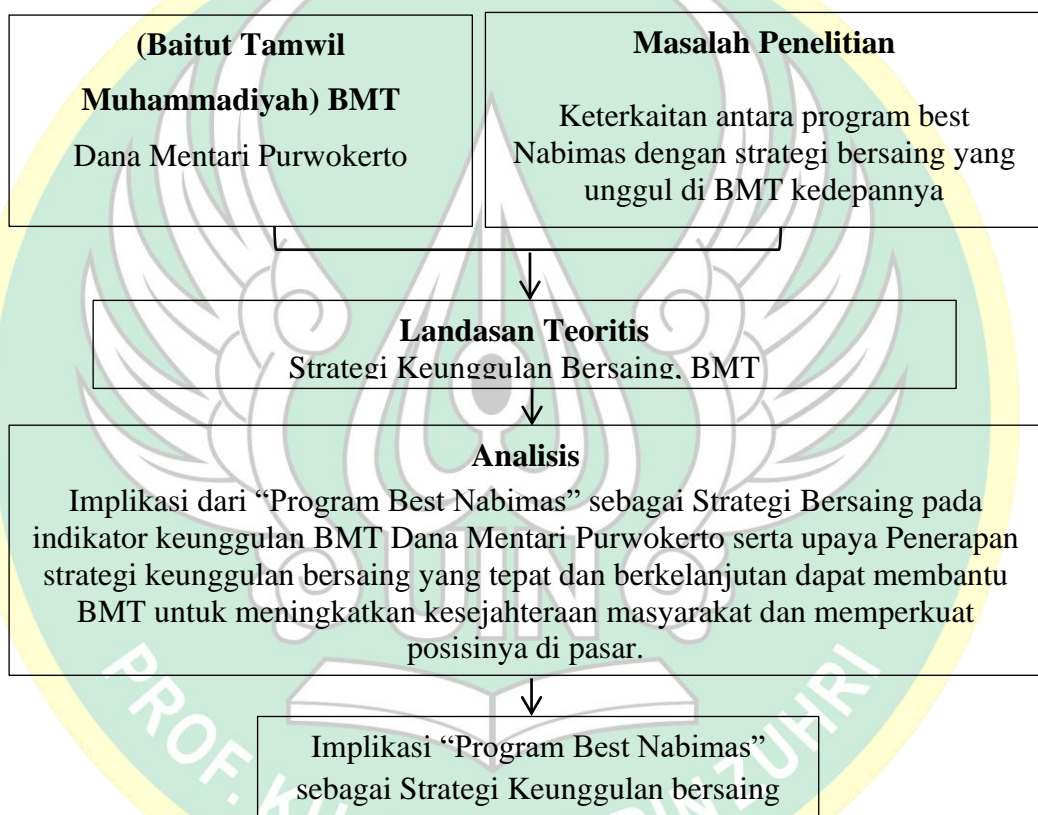 (Baitut Tamwil
Muhammadiyah) BMT
Dana Mentari Purwokerto
Masalah Penelitian
Keterkaitan antara program best
Nabimas dengan strategi bersaing yang
unggul di BMT kedepannya
Landasan Teoritis
Strategi Keunggulan Bersaing, BMT
Analisis
Implikasi dari “Program Best Nabimas” sebagai Strategi Bersaing pada
indikator keunggulan BMT Dana Mentari Purwokerto serta upaya Penerapan
strategi keunggulan bersaing yang tepat dan berkelanjutan dapat membantu
BMT untuk meningkatkan kesejahteraan masyarakat dan memperkuat
posisinya di pasar.
Implikasi “Program Best Nabimas”
sebagai Strategi Keunggulan bersaing
UIN
PROF. K.H.